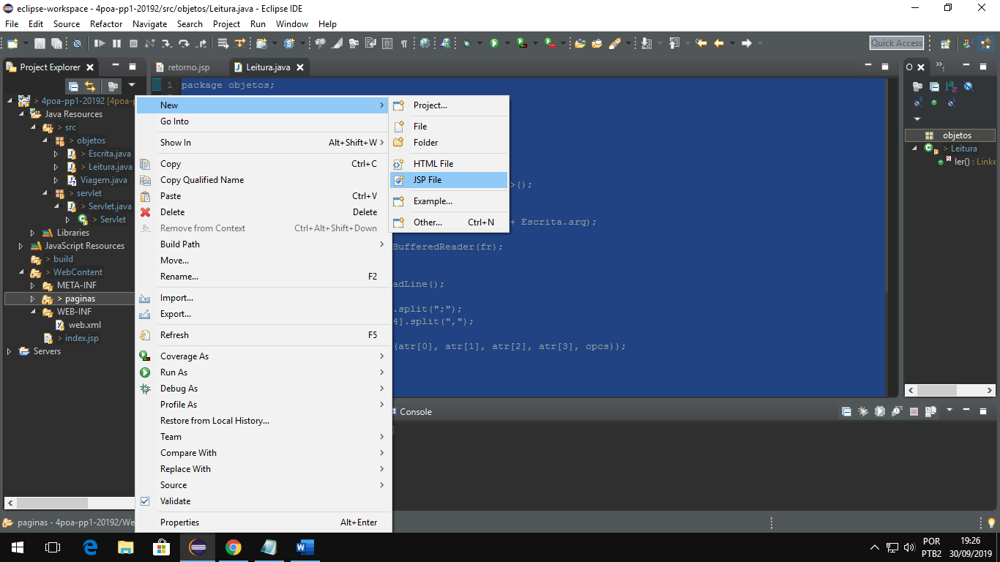 eclipse-workspace - 4poa-pp1-20192/src/objetos/Leitura.java - Eclipse IDE
File Edit Source Refactor Navigate Search Project Run Window Help
Quick Access
Project Explorer
retorno.jsp
Leitura.java
O
1
1 package objetos;
> 4poa-pp1-20192 [4poa-p
Java Resources
> src
> objetos
> Escrita.java
> Leitura.java
Viagem.java
> servlet
> Servlet.java
> Servlet
Libraries
JavaScript Resources
> build
> WebContent
META-INF
> paginas
WEB-INF
web.xml
> index.jsp
Servers
New
Go Into
Show In Alt+Shift+W
Copy Ctrl+C
Copy Qualified Name
Paste Ctrl+V
Delete Delete
Remove from Context Ctrl+Alt+Shift+Down
Build Path
Move...
Rename... F2
Import...
Export...
Refresh F5
Coverage As
Run As
Debug As
Profile As
Restore from Local History...
Team
Compare With
Replace With
Source
Validate
Properties Alt+Enter
Project...
File
Folder
HTML File
JSP File
Example...
Other... Ctrl+N
>();
+ Escrita.arq);
BufferedReader(fr);
adLine();
.split(";");
4].split(",");
(atr[0], atr[1], atr[2], atr[3], opcs));
objetos
> Leitura
ler() : Linke
Console
paginas - 4poa-pp1-20192/We
POR
PTB2
19:26
30/09/2019